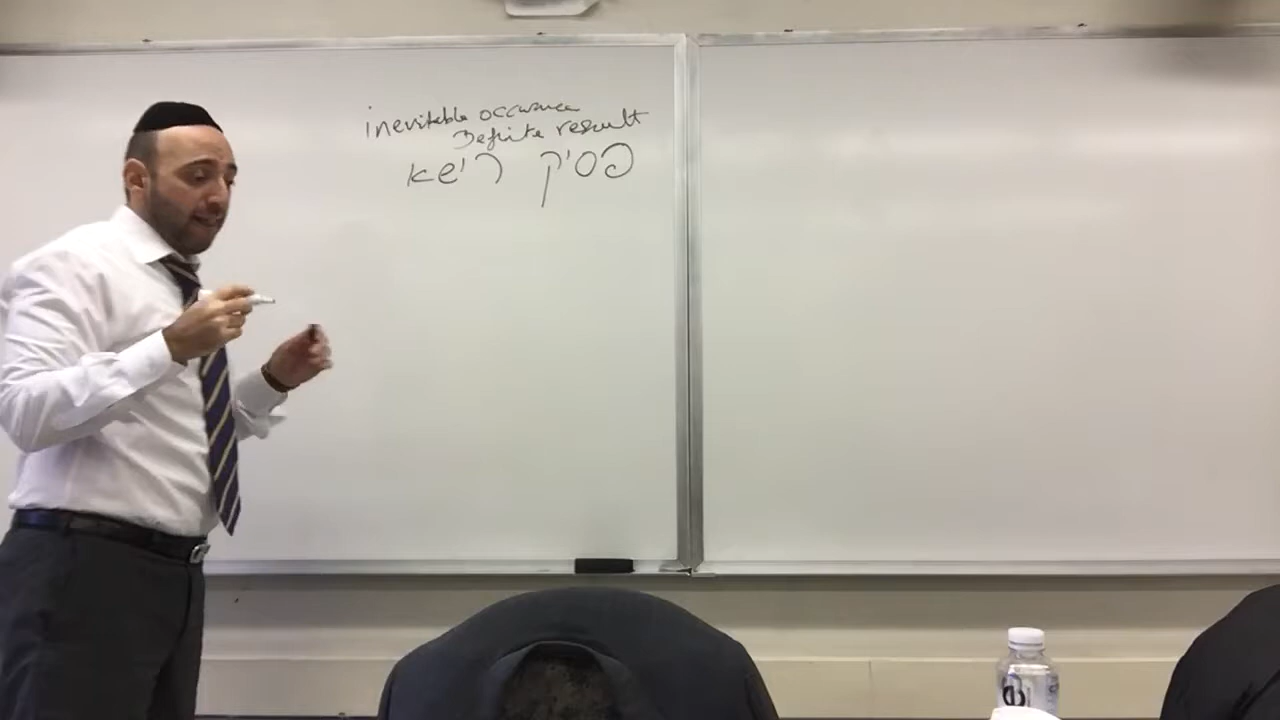 inevitable occurance
Definite result
פסיק רישא